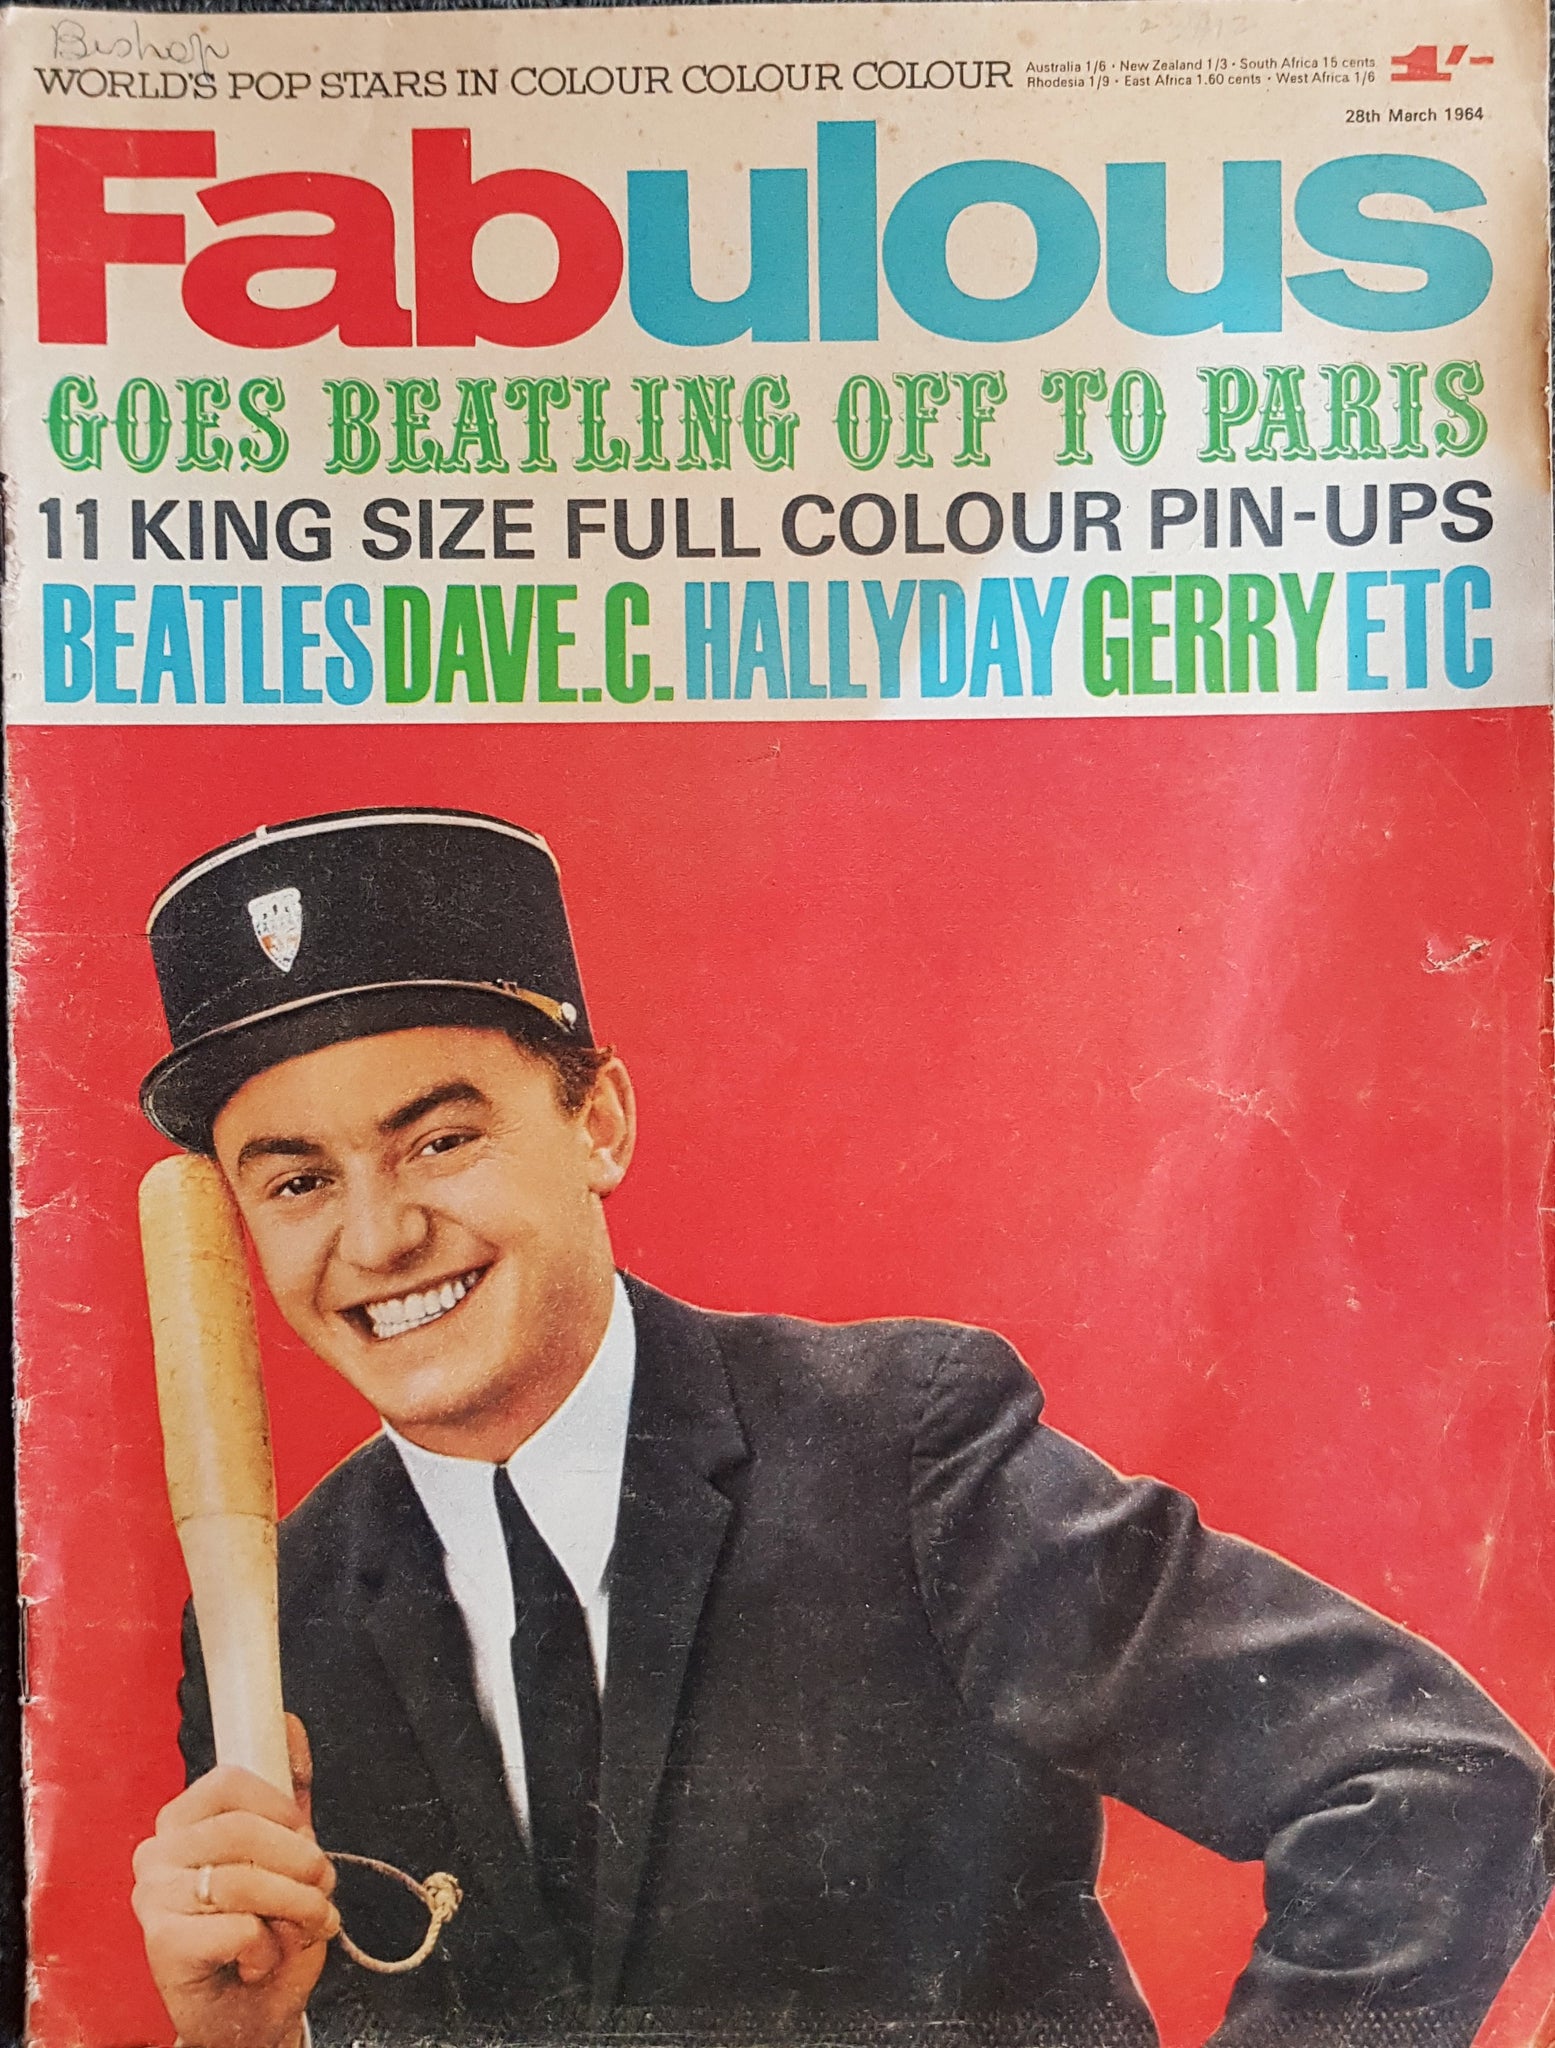 Bishop
WORLD'S POP STARS IN COLOUR COLOUR COLOUR
Australia 1/6 · New Zealand 1/3 · South Africa 15 cents
Rhodesia 1/9 · East Africa 1.60 cents · West Africa 1/6
1'-
28th March 1964
Fabulous
GOES BEATLING OFF TO PARIS
11 KING SIZE FULL COLOUR PIN-UPS
BEATLES DAVE.C. HALLYDAY GERRY ETC